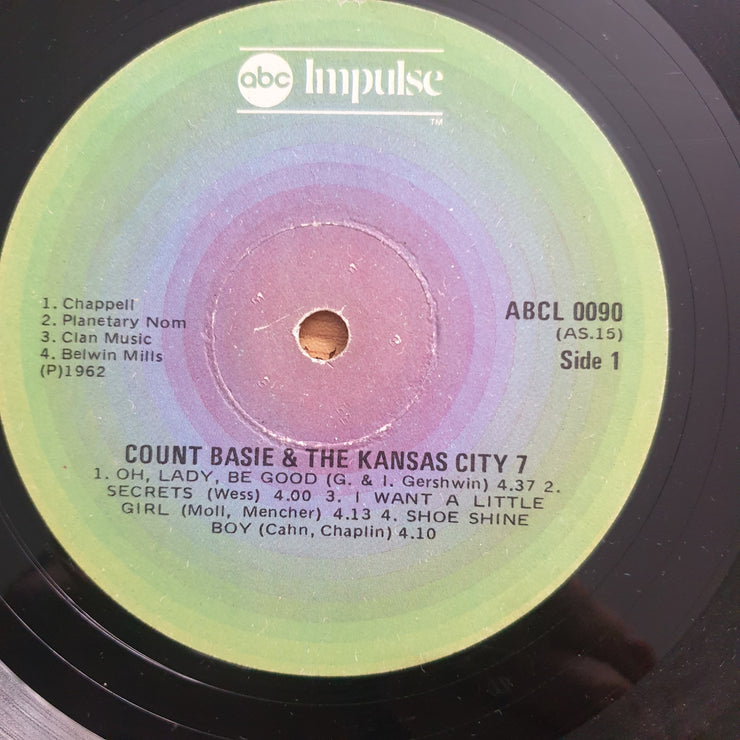 abc Impulse
TM
1. Chappell
2. Planetary Nom
3. Clan Music
4. Belwin Mills
(P)1962
ABCL 0090
(AS.15)
Side 1
COUNT BASIE & THE KANSAS CITY 7
1. OH, LADY, BE GOOD (G. & I. Gershwin) 4.37 2.
SECRETS (Wess) 4.00 3. I WANT A LITTLE
GIRL (Moll, Mencher) 4.13 4. SHOE SHINE
BOY (Cahn, Chaplin) 4.10